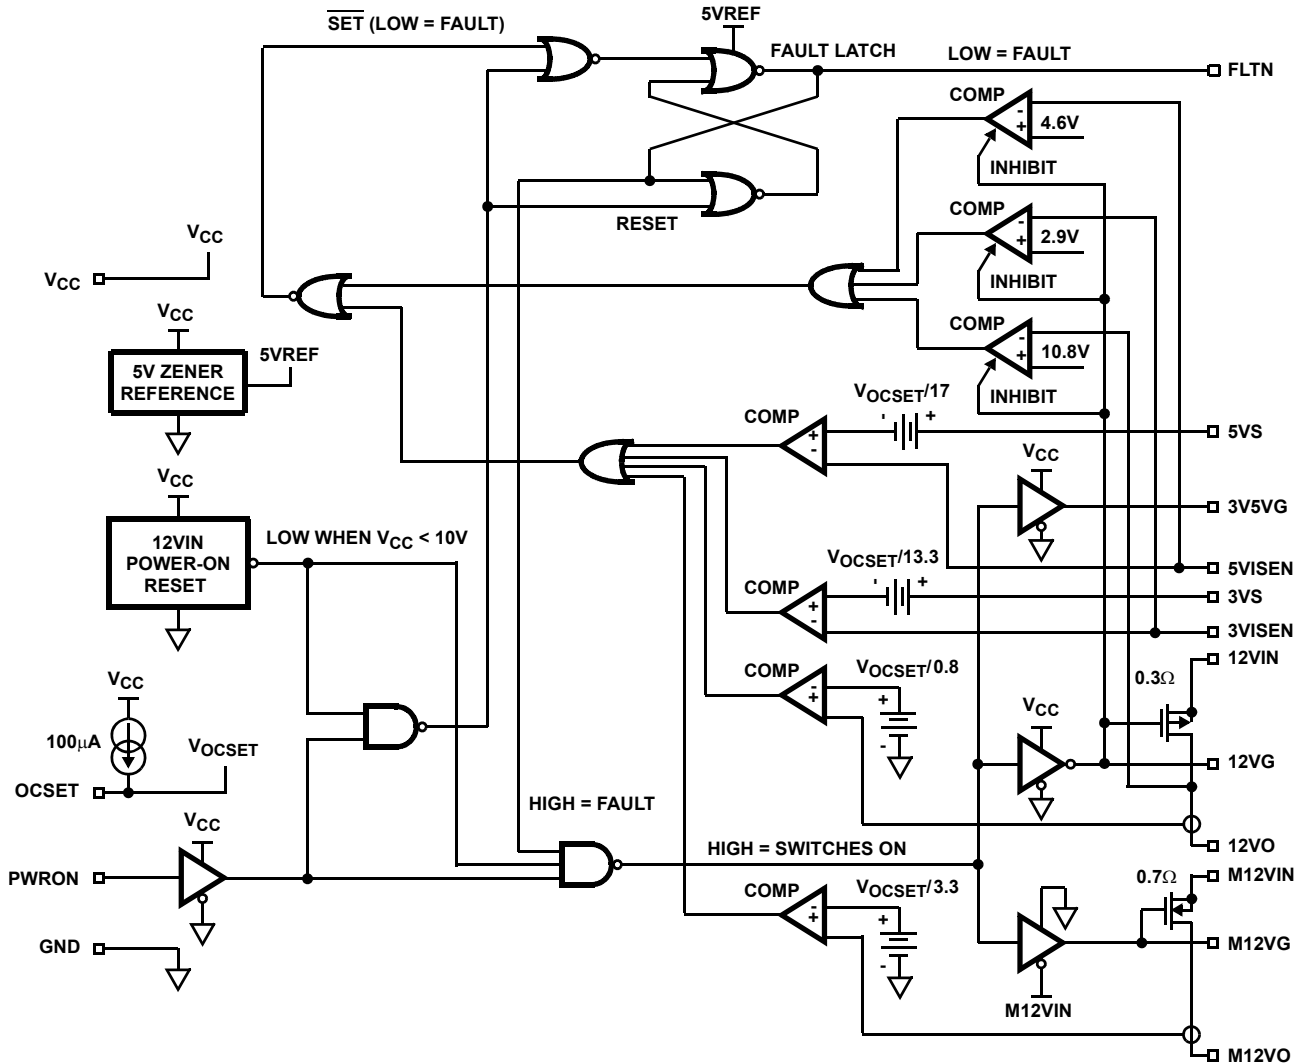 SET (LOW = FAULT)
5VREF
FAULT LATCH
LOW = FAULT
FLTN
COMP
-
+
4.6V
INHIBIT
RESET
COMP
-
+
2.9V
INHIBIT
COMP
-
+
10.8V
INHIBIT
VCC
VCC
VCC
5V ZENER
REFERENCE
5VREF
VCC
12VIN
POWER-ON
RESET
LOW WHEN VCC < 10V
VCC
100μA
VOCSET
OCSET
VCC
PWRON
GND
HIGH = FAULT
HIGH = SWITCHES ON
COMP
+
-
VOCSET/17
-
+
5VS
VCC
3V5VG
5VISEN
COMP
+
-
VOCSET/13.3
-
+
3VS
3VISEN
COMP
-
+
VOCSET/0.8
+
-
12VIN
0.3Ω
VCC
12VG
12VO
COMP
-
+
VOCSET/3.3
+
-
M12VIN
0.7Ω
M12VG
M12VIN
M12VO